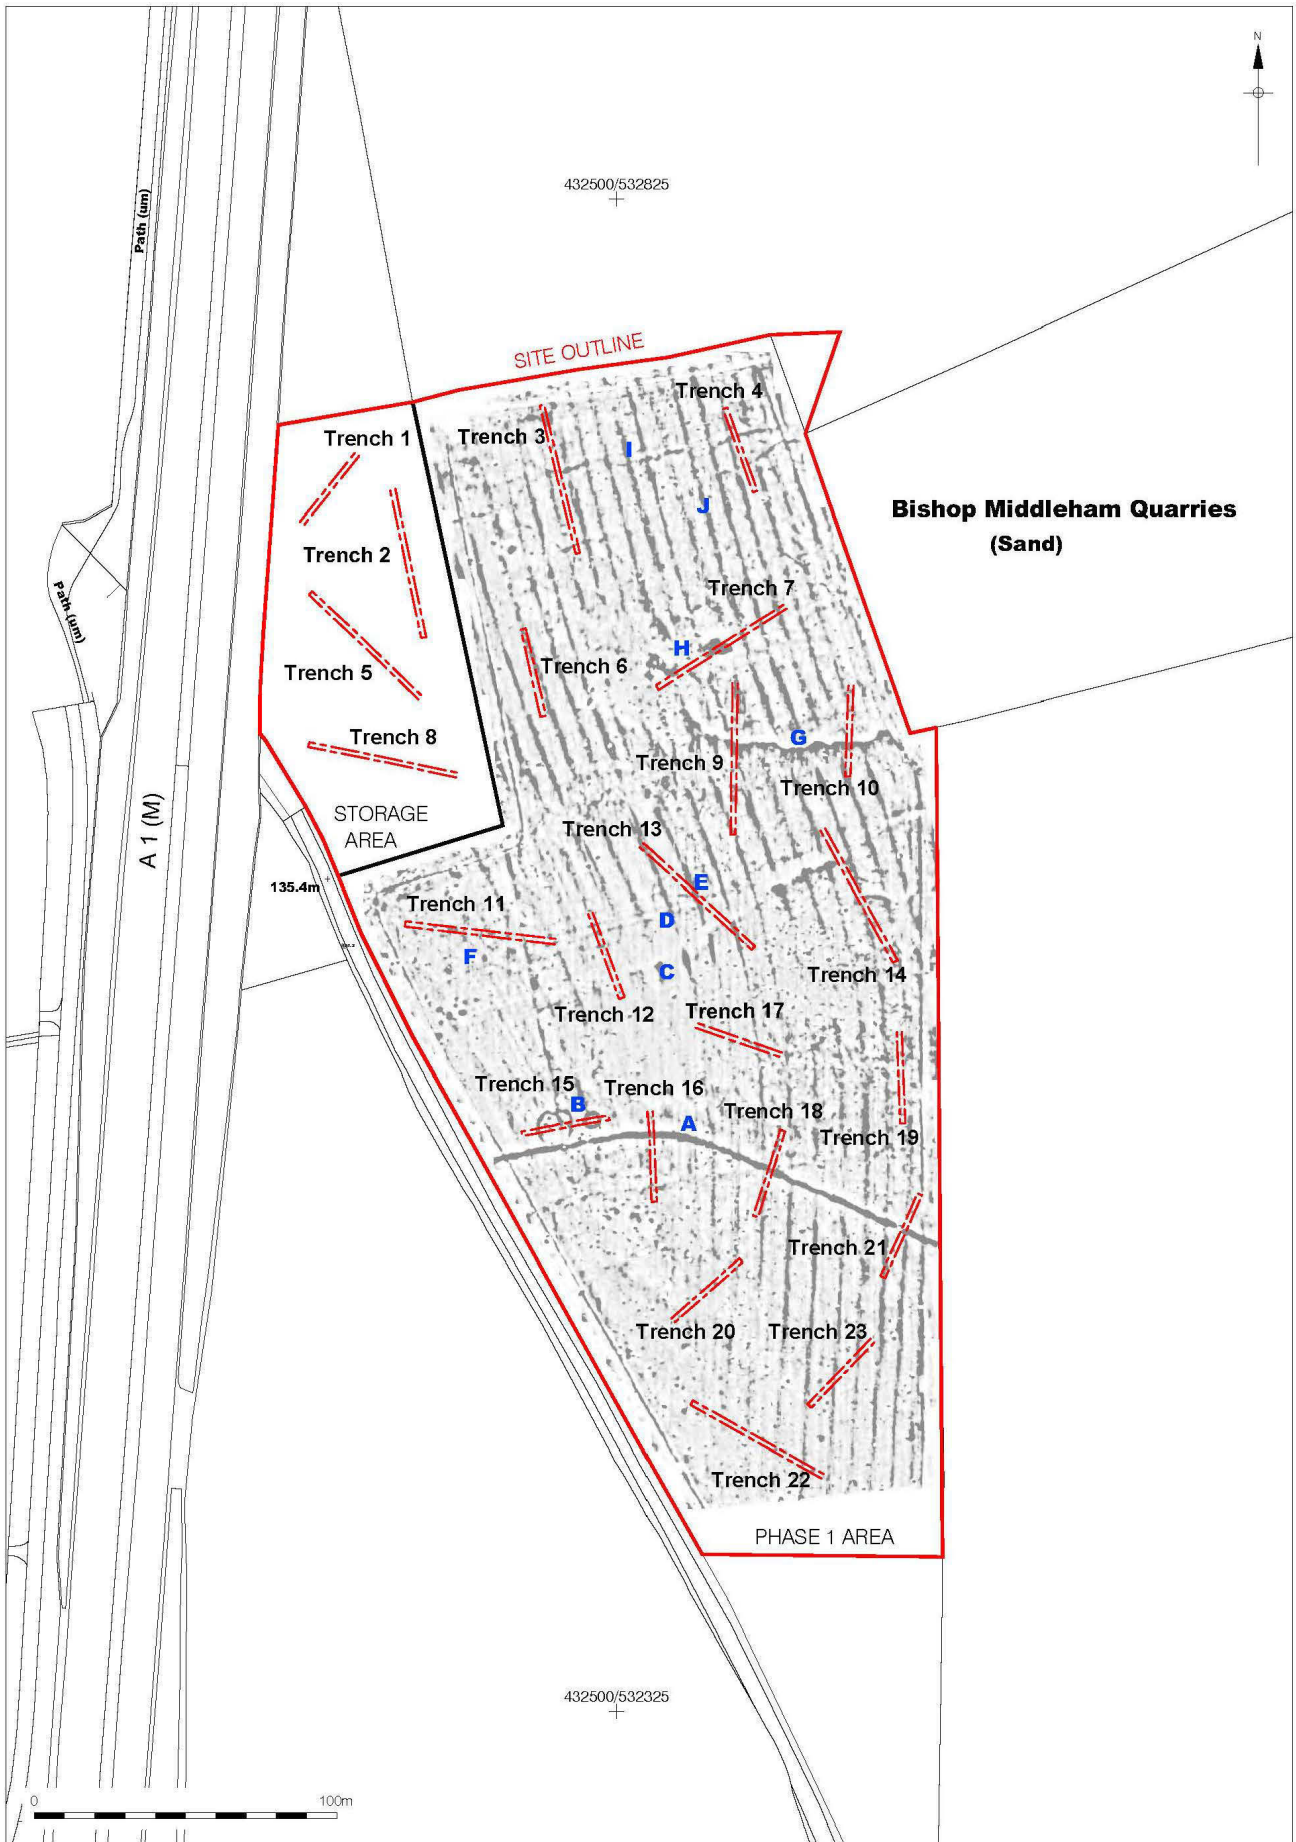 N
Path (um)
432500/532825
SITE OUTLINE
Trench 4
Trench 1
Trench 3
I
J
Bishop Middleham Quarries
(Sand)
Trench 2
Path (um)
Trench 7
H
Trench 6
Trench 5
Trench 8
G
Trench 9
Trench 10
STORAGE
AREA
A 1 (M)
Trench 13
135.4m
E
Trench 11
D
F
C
Trench 14
Trench 12
Trench 17
Trench 15
Trench 16
B
A
Trench 18
Trench 19
Trench 21
Trench 20
Trench 23
Trench 22
PHASE 1 AREA
432500/532325
0
100m